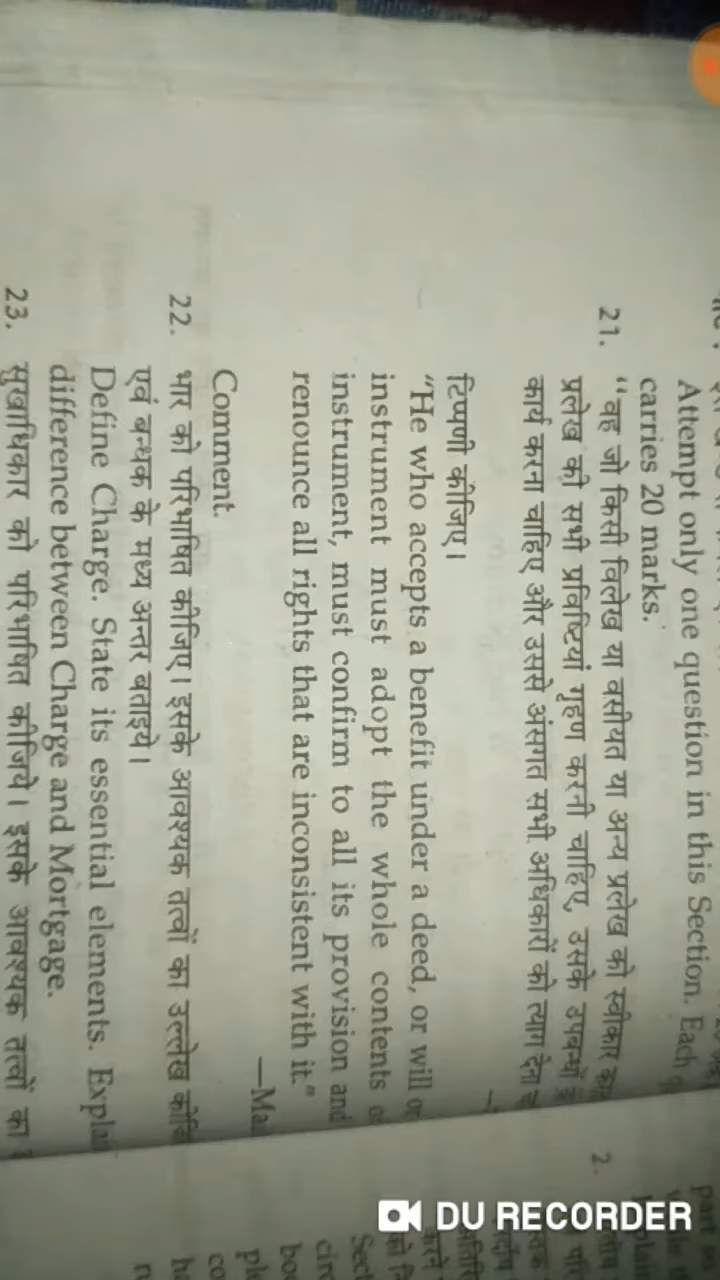 Attempt only one question in this Section. Each
carries 20 marks.
21. “वह जो किसी विलेख या वसीयत या अन्य प्रलेख को स्वीकार
प्रलेख की सभी प्रविष्टियां गृहण करनी चाहिए, उसके उपबन्धों
कार्य करना चाहिए और उससे अंसगत सभी अधिकारों को त्याग देना
टिप्पणी कीजिए।
“He who accepts a benefit under a deed, or will or
instrument must adopt the whole contents
instrument, must confirm to all its provision and
renounce all rights that are inconsistent with it.”
Comment.
22. भार को परिभाषित कीजिए। इसके आवश्यक तत्वों का उल्लेख
एवं बन्धक के मध्य अन्तर बताइये।
Define Charge. State its essential elements.
difference between Charge and Mortgage.
23. सुखाधिकार को परिभाषित कीजिये। इसके आवश्यक तत्वों का
2.
DU RECORDER